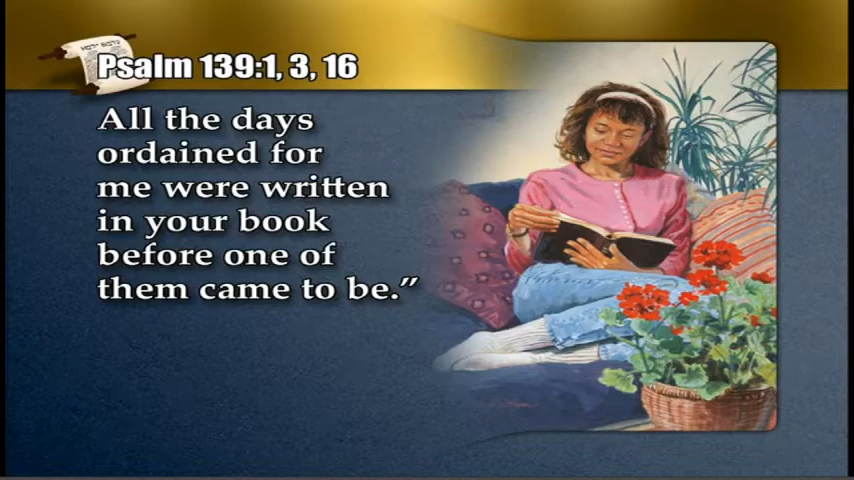 Psalm 139:1, 3, 16
All the days
ordained for
me were written
in your book
before one of
them came to be.”